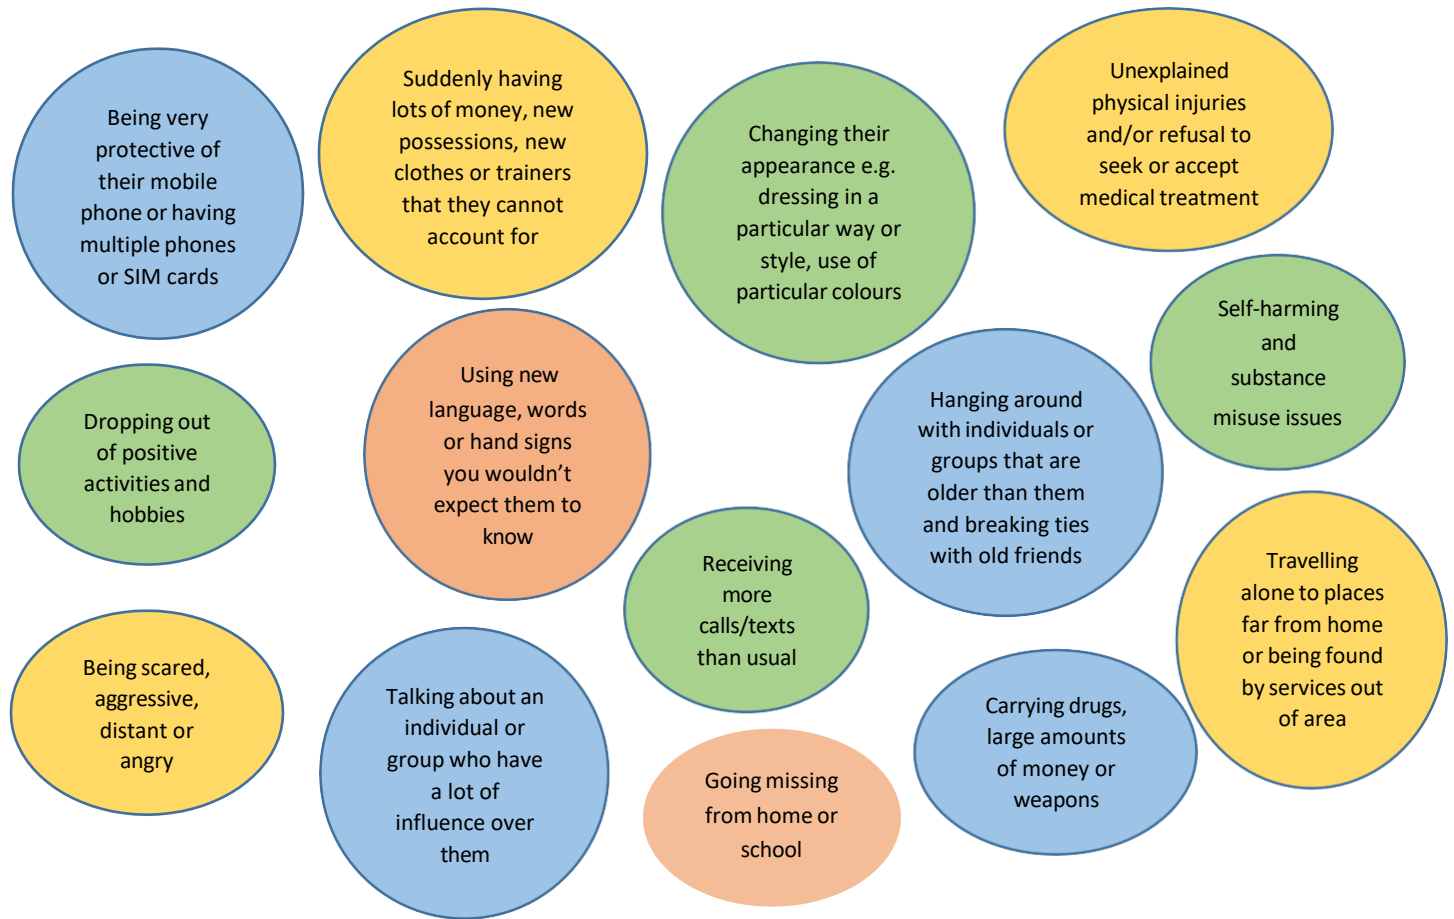 Being very
protective of
their mobile
phone or having
multiple phones
or SIM cards
Suddenly having
lots of money, new
possessions, new
clothes or trainers
that they cannot
account for
Changing their
appearance e.g.
dressing in a
particular way or
style, use of
particular colours
Unexplained
physical injuries
and/or refusal to
seek or accept
medical treatment
Self-harming
and
substance
misuse issues
Dropping out
of positive
activities and
hobbies
Using new
language, words
or hand signs
you wouldn’t
expect them to
know
Hanging around
with individuals or
groups that are
older than them
and breaking ties
with old friends
Receiving
more
calls/texts
than usual
Travelling
alone to places
far from home
or being found
by services out
of area
Being scared,
aggressive,
distant or
angry
Talking about an
individual or
group who have
a lot of
influence over
them
Going missing
from home or
school
Carrying drugs,
large amounts
of money or
weapons